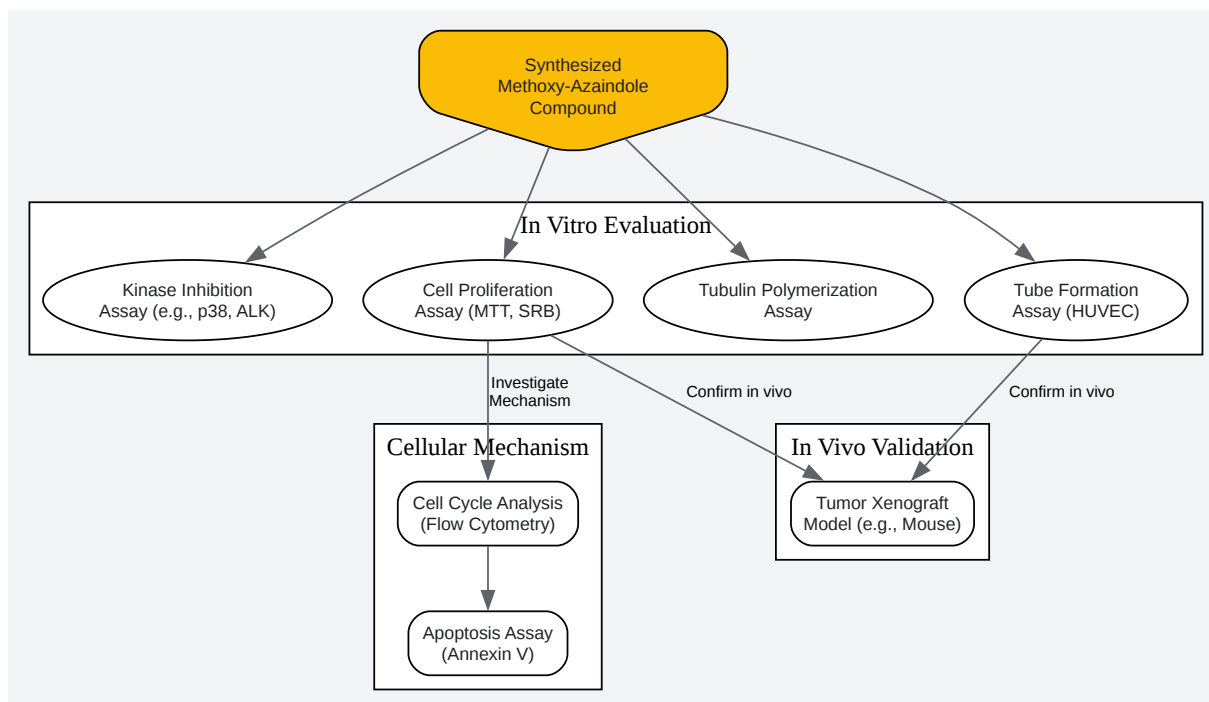 Synthesized
Methoxy-Azaindole
Compound
In Vitro Evaluation
Kinase Inhibition
Assay (e.g., p38, ALK)
Cell Proliferation
Assay (MTT, SRB)
Tubulin Polymerization
Assay
Tube Formation
Assay (HUVEC)
Investigate
Mechanism
Confirm in vivo
Confirm in vivo
Cellular Mechanism
Cell Cycle Analysis
(Flow Cytometry)
Apoptosis Assay
(Annexin V)
In Vivo Validation
Tumor Xenograft
Model (e.g., Mouse)